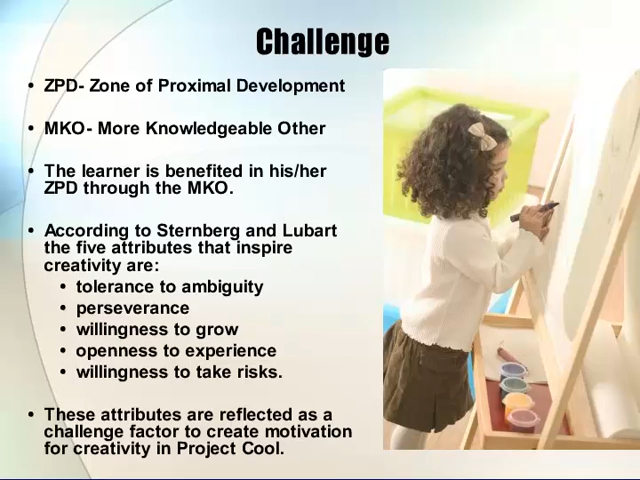 Challenge
• ZPD- Zone of Proximal Development
• MKO- More Knowledgeable Other
• The learner is benefited in his/her
ZPD through the MKO.
• According to Sternberg and Lubart
the five attributes that inspire
creativity are:
• tolerance to ambiguity
• perseverance
• willingness to grow
• openness to experience
• willingness to take risks.
• These attributes are reflected as a
challenge factor to create motivation
for creativity in Project Cool.